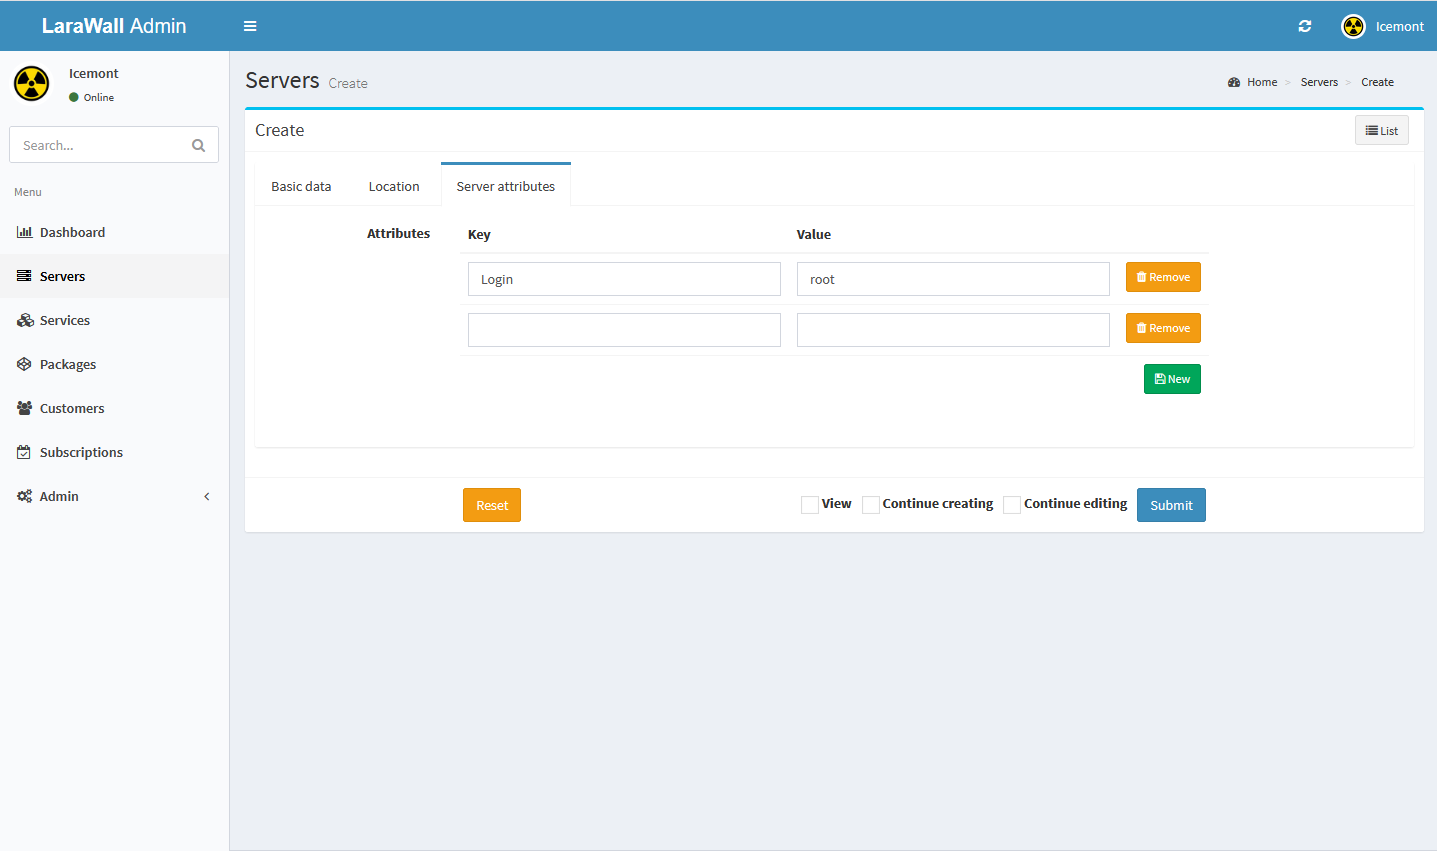 LaraWall Admin
Icemont
Icemont
Online
Search...
Menu
Dashboard
Servers
Services
Packages
Customers
Subscriptions
Admin
Servers Create
Home > Servers > Create
Create
List
Basic data Location Server attributes
Attributes Key Value
Login root Remove
Remove
New
Reset View Continue creating Continue editing Submit